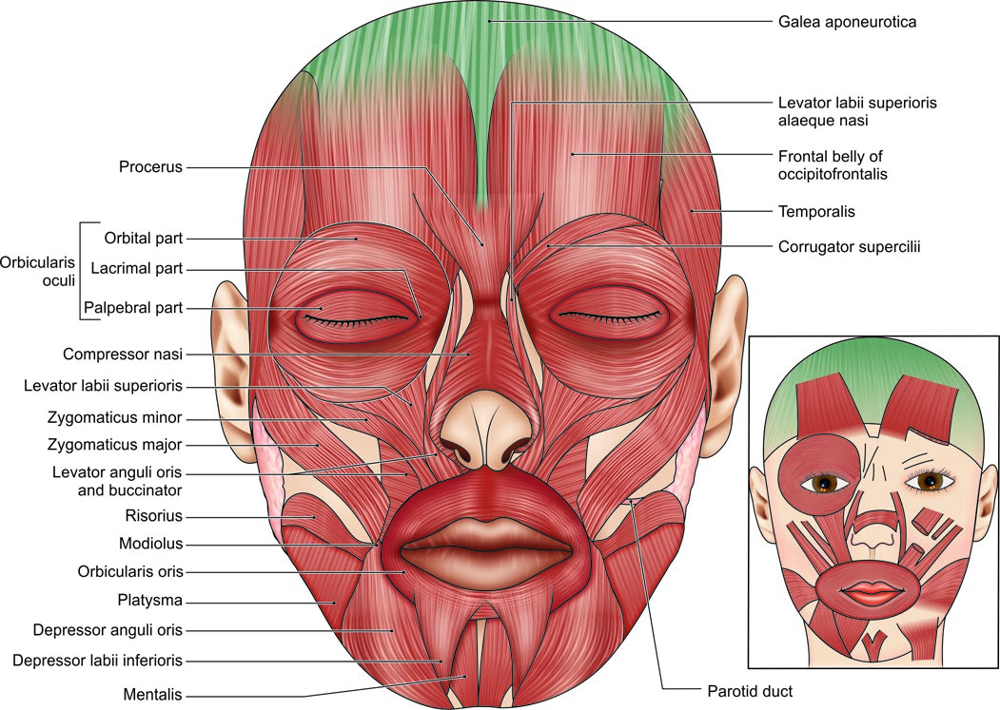 Galea aponeurotica
Levator labii superioris
alaeque nasi
Frontal belly of
occipitofrontalis
Temporalis
Corrugator supercilii
Procerus
Orbicularis
oculi
Orbital part
Lacrimal part
Palpebral part
Compressor nasi
Levator labii superioris
Zygomaticus minor
Zygomaticus major
Levator anguli oris
and buccinator
Risorius
Modiolus
Orbicularis oris
Platysma
Depressor anguli oris
Depressor labii inferioris
Mentalis
Parotid duct